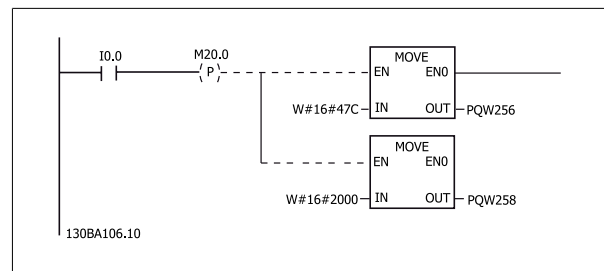 I0.0
M20.0
P
MOVE
EN EN0
W#16#47C IN OUT PQW256
MOVE
EN EN0
W#16#2000 IN OUT PQW258
130BA106.10